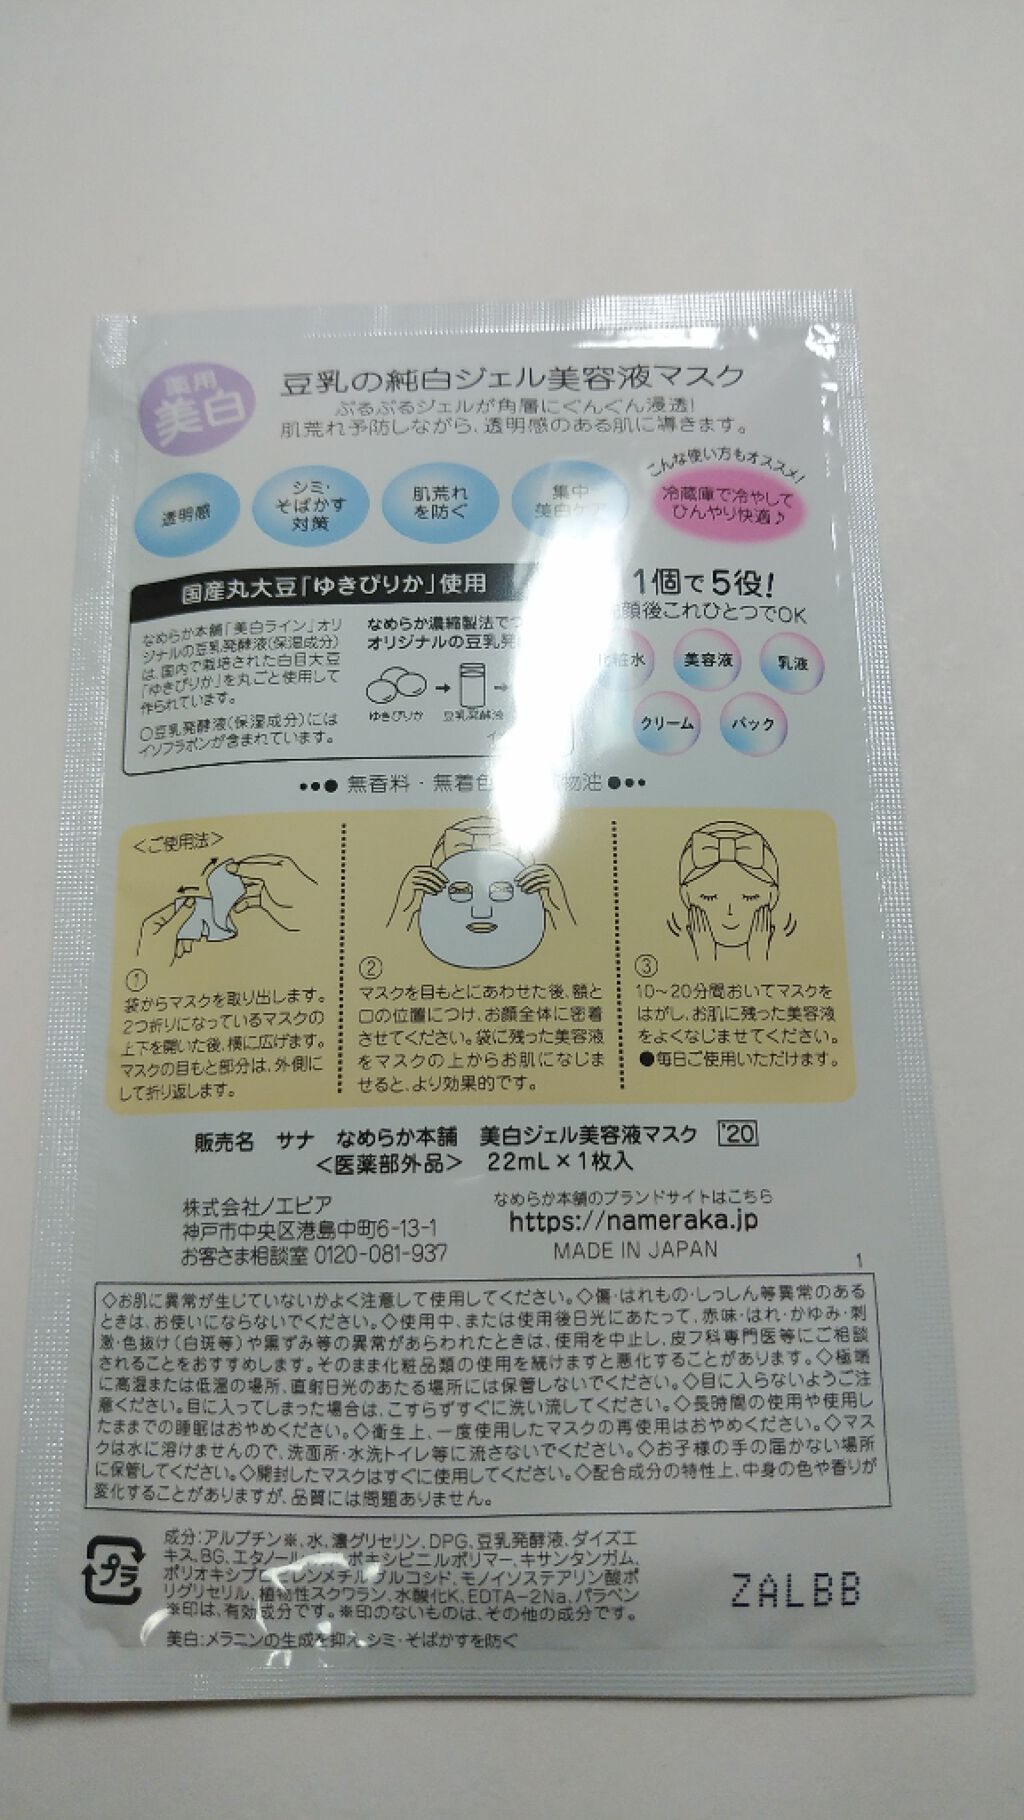 薬用
美白
豆乳の純白ジェル美容液マスク
ぷるぷるジェルが角層にぐんぐん浸透!
肌荒れ予防しながら、透明感のある肌に導きます。
透明感
シミ・
そばかす
対策
肌荒れ
を防ぐ
集中
美白ケア
こんな使い方もオススメ!
冷蔵庫で冷やして
ひんやり快適♪
国産丸大豆「ゆきぴりか」使用
なめらか本舗「美白ライン」オリ
ジナルの豆乳発酵液(保湿成分)
は、国内で栽培された白目大豆
「ゆきぴりか」を丸ごと使用して
作られています。
○豆乳発酵液(保湿成分)には
イソフラボンが含まれています。
なめらか濃縮製法で
オリジナルの豆乳発
ゆきぴりか
豆乳発酵液
1個で5役!
顔後これひとつでOK
化粧水
美容液
乳液
クリーム
パック
●●●無香料・無着色 物油●●●
<ご使用法>
①
袋からマスクを取り出します。
2つ折りになっているマスクの
上下を開いた後、横に広げます。
マスクの目もと部分は、外側に
して折り返します。
②
マスクを目もとにあわせた後、額と
口の位置につけ、お顔全体に密着
させてください。袋に残った美容液
をマスクの上からお肌になじま
せると、より効果的です。
③
10～20分間おいてマスクを
はがし、お肌に残った美容液
をよくなじませてください。
●毎日ご使用いただけます。
販売名 サナ なめらか本舗 美白ジェル美容液マスク '20
<医薬部外品> 22mL×1枚入
株式会社ノエビア
神戸市中央区港島中町6-13-1
お客さま相談室 0120-081-937
なめらか本舗のブランドサイトはこちら
https://nameraka.jp
MADE IN JAPAN
1
◇お肌に異常が生じていないかよく注意して使用してください。◇傷・はれもの・しっしん等異常のある
ときは、お使いにならないでください。◇使用中、または使用後日光にあたって、赤味・はれ・かゆみ・刺
激・色抜け(白斑等)や黒ずみ等の異常があらわれたときは、使用を中止し、皮フ科専門医等にご相談
されることをおすすめします。そのまま化粧品類の使用を続けますと悪化することがあります。◇極端
に高温または低温の場所、直射日光のあたる場所には保管しないでください。◇目に入らないようご注
意ください。目に入ってしまった場合は、こすらずすぐに洗い流してください。◇長時間の使用や使用し
たままでの睡眠はおやめください。◇衛生上、一度使用したマスクの再使用はおやめください。◇マス
クは水に溶けませんので、洗面所・水洗トイレ等に流さないでください。◇お子様の手の届かない場所
に保管してください。◇開封したマスクはすぐに使用してください。◇配合成分の特性上、中身の色や香りが
変化することがありますが、品質には問題ありません。
プラ
成分:アルブチン※、水、濃グリセリン、DPG、豆乳発酵液、ダイズエ
キス、BG、エタノール、 ボキシビニルポリマー、キサンタンガム、
ポリオキシプロピレンメチルグルコシド、モノイソステアリン酸ポ
リグリセリル、植物性スクワラン、水酸化K、EDTA-2Na、パラベン
※印は、有効成分です。※印のないものは、その他の成分です。
美白:メラニンの生成を抑え、シミ・そばかすを防ぐ
ZALBB